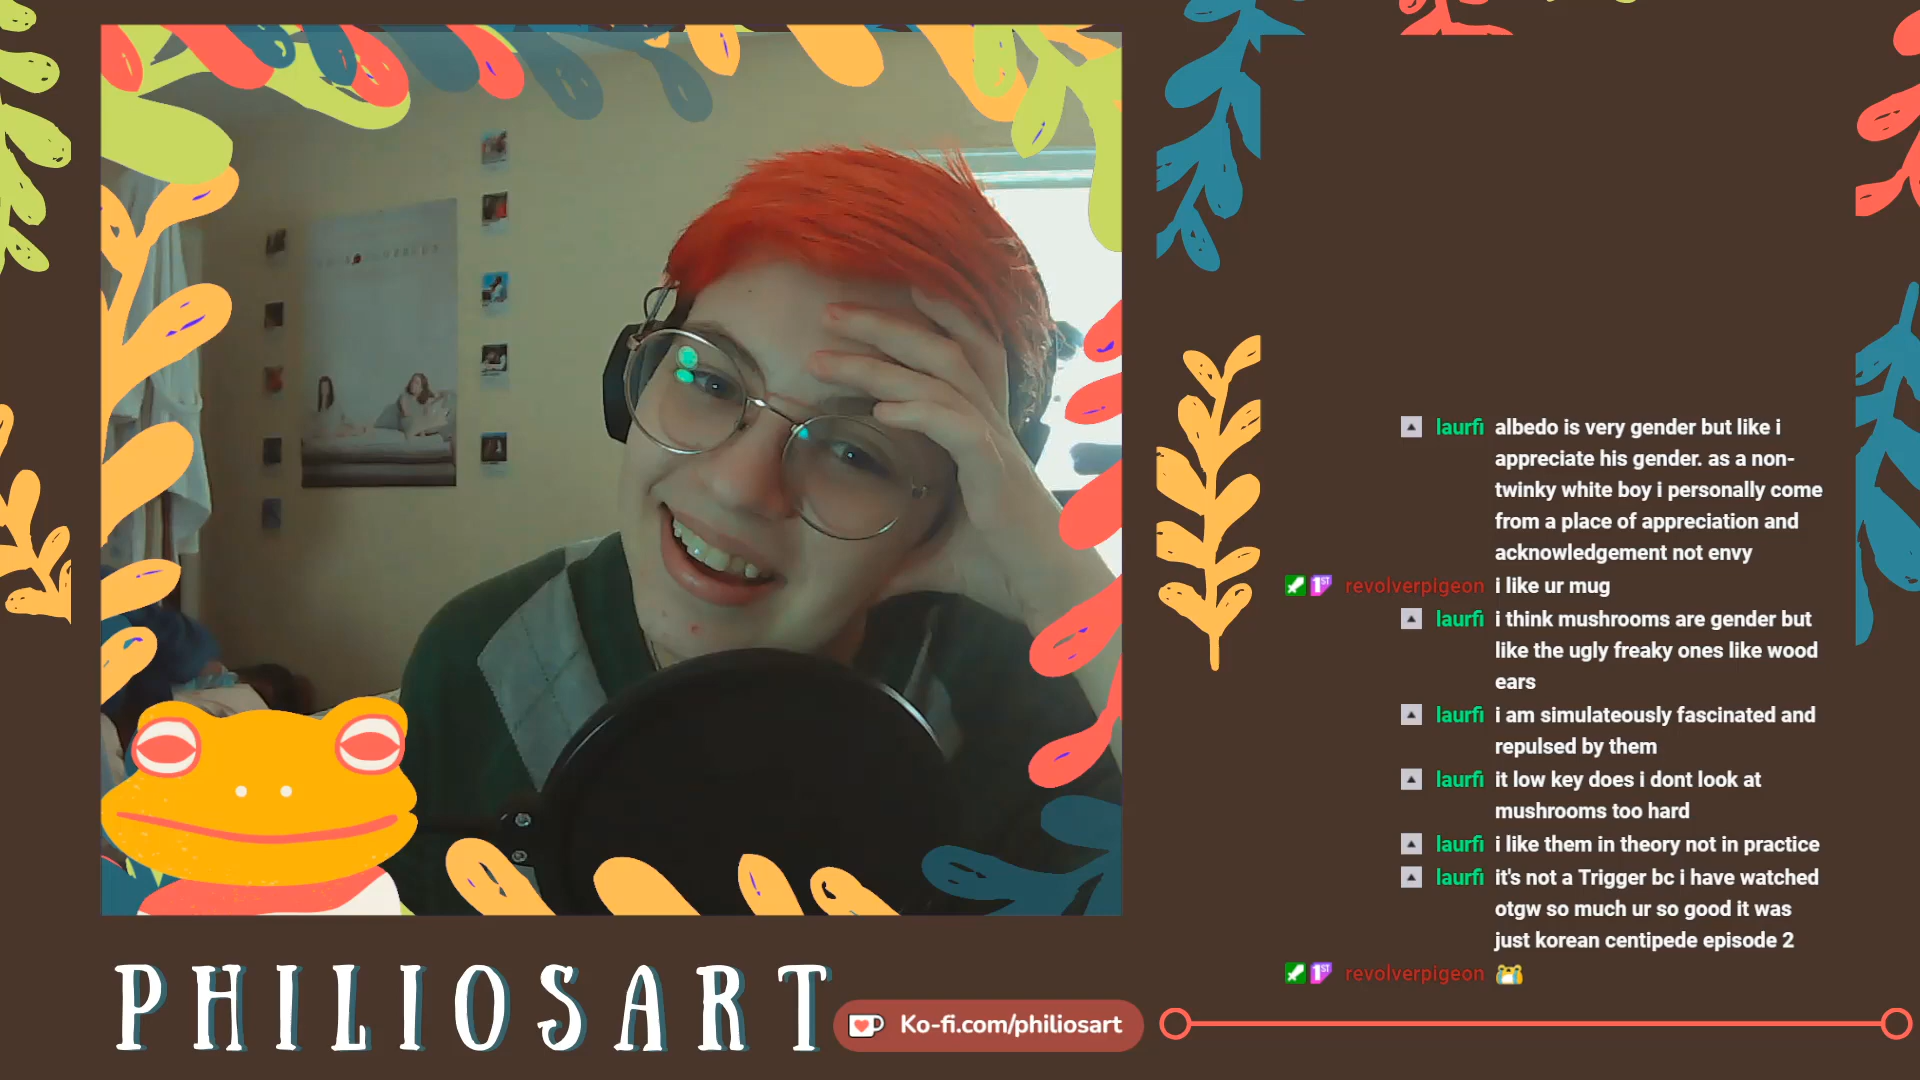 laurfi albedo is very gender but like i
appreciate his gender. as a non-
twinky white boy i personally come
from a place of appreciation and
acknowledgement not envy
1ST revolverpigeon i like ur mug
laurfi i think mushrooms are gender but
like the ugly freaky ones like wood
ears
laurfi i am simulateously fascinated and
repulsed by them
laurfi it low key does i dont look at
mushrooms too hard
laurfi i like them in theory not in practice
laurfi it's not a Trigger bc i have watched
otgw so much ur so good it was
just korean centipede episode 2
1ST revolverpigeon
PHILIOSART
Ko-fi.com/philiosart